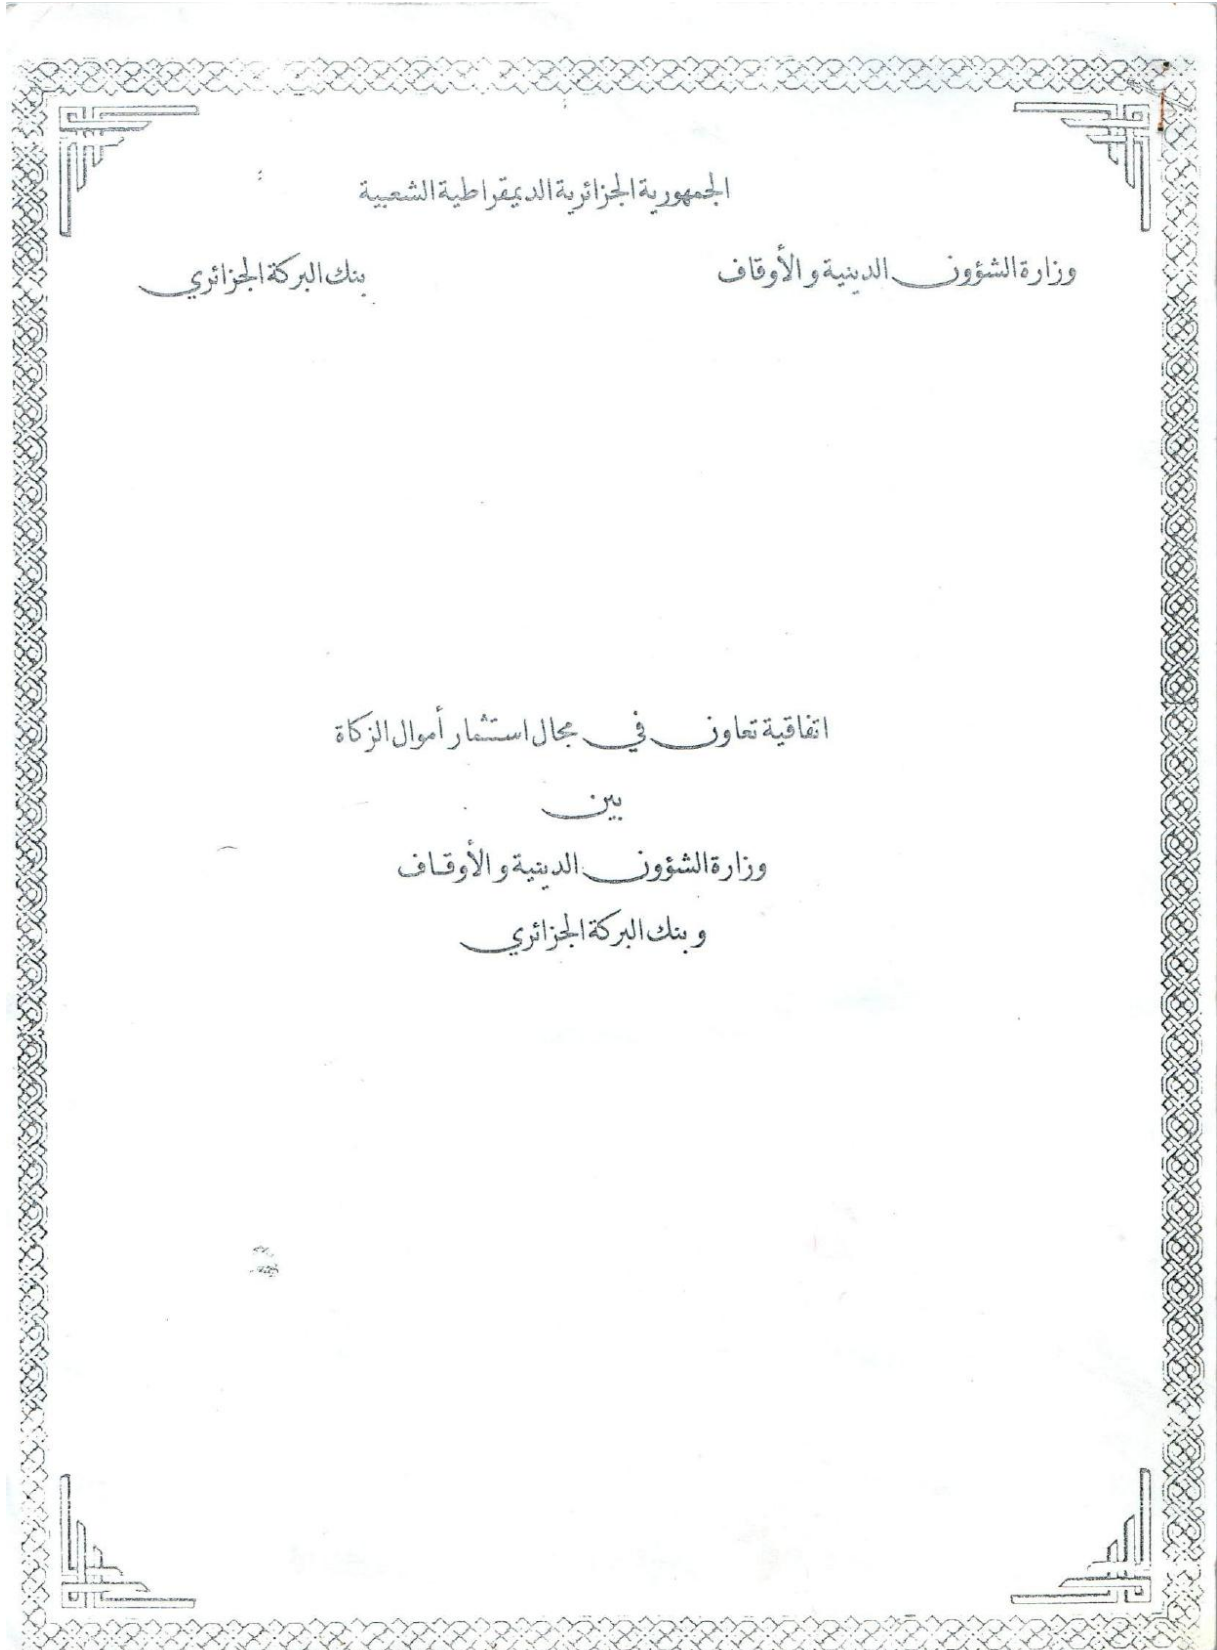 الجمهورية الجزائرية الديمقراطية الشعبية
وزارة الشؤون الدينية و الأوقاف
بنك البركة الجزائري
اتفاقية تعاون في مجال استثمار أموال الزكاة
بين
وزارة الشؤون الدينية و الأوقاف
و بنك البركة الجزائري